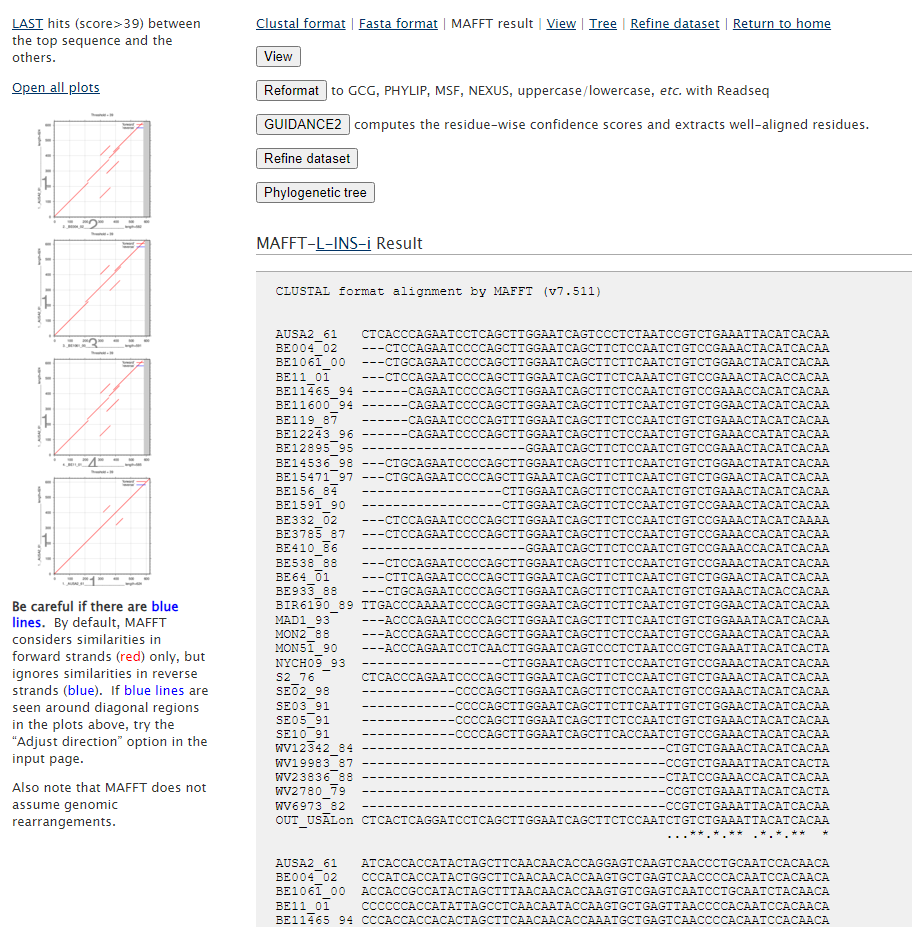 LAST hits (score>39) between
the top sequence and the
others.
Open all plots
Be careful if there are blue
lines. By default, MAFFT
considers similarities in
forward strands (red) only, but
ignores similarities in reverse
strands (blue). If blue lines are
seen around diagonal regions
in the plots above, try the
“Adjust direction” option in the
input page.
Also note that MAFFT does not
assume genomic
rearrangements.
Clustal format | Fasta format | MAFFT result | View | Tree | Refine dataset | Return to home
View
Reformat to GCG, PHYLIP, MSF, NEXUS, uppercase/lowercase, etc. with Readseq
GUIDANCE2 computes the residue-wise confidence scores and extracts well-aligned residues.
Refine dataset
Phylogenetic tree
MAFFT-L-INS-i Result
CLUSTAL format alignment by MAFFT (v7.511)
AUSA2_61 CTCACCCAGAATCCTCAGCTTGGAATCAGTCCCTCTAATCCGTCTGAAATTACATCACAA
BE004_02 ---CTCCAGAATCCCCAGCTTGGAATCAGCTTCTCCAATCTGTCCGAAACTACATCACAA
BE1061_00 ---CTGCAGAATCCCCAGCTTGGAATCAGCTTCTTCAATCTGTCTGGAACTACATCACAA
BE11_01 ---CTCCAGAATCCCCAGCTTGGAATCAGCTTCTCAAATCTGTCCGAAACTACACCACAA
BE11465_94 ------CAGAATCCCCAGCTTGGAATCAGCTTCTCCAATCTGTCCGAAACCACATCACAA
BE11600_94 ------CAGAATCCCCAGCTTGGAATCAGCTTCTTCAATCTGTCTGGAACTACATCACAA
BE119_87 ------CAGAATCCCCAGTTTGGAATCAGCTTCTCCAATCTGTCCGAAACTACATCACAA
BE12243_96 ------CAGAATCCCCAGCTTGGAATCAGCTTCTCCAATCTGTCTGAAACCATATCACAA
BE12895_95 ---------------------GGAATCAGCTTCTCCAATCTGTCCGAAACTACATCACAA
BE14536_98 ---CTGCAGAATCCCCAGCTTGGAATCAGCTTCTTCAATCTGTCTGGAACTATATCACAA
BE15471_97 ---CTGCAGAATCCCCAGCTTGAAATCAGCTTCTTCAATCTGTCTGGAACTACATCACAA
BE156_84 ------------------CTTGGAATCAGCTTCTCCAATCTGTCTGAAACTACATCACAA
BE1591_90 ------------------CTTGGAATCAGCTTCTCCAATCTGTCCGAAACTACATCACAA
BE332_02 ---CTCCAGAATCCCCAGCTTGGAATCAGCTTCTCCAATCTGTCCGAAACTACATCAAAA
BE3785_87 ---CTCCAGAATCCCCAGCTTGGAATCAGCTTCTCCAATCTGTCCGAAACCACATCACAA
BE410_86 ---------------------GGAATCAGCTTCTCCAATCTGTCCGAAACCACATCACAA
BE538_88 ---CTCCAGAATCCCCAGCTTGGAATCAGCTTCTCCAATCTGTCCGAAACTACATCACAA
BE64_01 ---CTTCAGAATCCCCAGCTTGGAATCAGCTTCTTCAATCTGTCTGGAACTACATCACAA
BE933_88 ---CTGCAGAATCCCCAGCTTGGAATCAGCTTCTCCAATCTGTCTGAAACTACACCACAA
BIR6190_89 TTGACCCAAAATCCCCAGCTTGGAATCAGCTTCTTCAATCTGTCTGGAACTACATCACAA
MAD1_93 ---ACCCAGAATCCCCAGCTTGGAATCAGCTTCTCCAATCTGTCCGAAACTACATCACAA
MON2_88 ---ACCCAGAATCCCCAGCTTGGAATCAGCTTCTCCAATCTGTCTGAAACTACATCACAA
MON51_90 ---ACCCAGAATCCTCAACTTGGAATCAGTCCCTCTAATCCGTCTGAAATTACATCACTA
NYCH09_93 ------------------CTTGGAATCAGCTTCTCCAATCTGTCCGAAACTACATCACAA
S2_76 CTCACCCAGAATCCCCAGCTTGGAATCAGCTTCTCCAATCTGTCTGAAACTACATCACAA
SE02_98 ------------CCCCAGCTTGGAATCAGCTTCTCCAATCTGTCCGAAACTACATCACAA
SE03_91 ------------CCCCAGCTTGGAATCAGCTTCTTCAATTTGTCTGGAACTACATCACAA
SE05_91 ------------CCCCAGCTTGGAATCAGCTTCTCCAATCTGTCCGAAACTACATCACAA
SE10_91 ------------CCCCAGCTTGGAATCAGCTTCACCAATCTGTCCGAAACTACATCACAA
WV12342_84 ---------------------------------------CTGTCTGAAACTACATCACAA
WV19983_87 ---------------------------------------CCGTCTGAAATTACATCACTA
WV23836_88 ---------------------------------------CTATCCGAAACCACATCACAA
WV2780_79 ---------------------------------------CCGTCTGAAATTACATCACTA
WV6973_82 ---------------------------------------CCGTCTGAAATTACATCACAA
OUT_USALon CTCACTCAGGATCCTCAGCTTGGAATCAGCTTCTCCAATCTGTCTGAAATTACATCACAA
...**.*.** .*.*.** *
AUSA2_61 ATCACCACCATACTAGCTTCAACAACACCAGGAGTCAAGTCAACCCTGCAATCCACAACA
BE004_02 CCCATCACCATACTGGCTTCAACAACACCAAGTGCTGAGTCAACCCCACAATCCACAACA
BE1061_00 ACCACCGCCATACTAGCTTTAACAACACCAAGTGTCGAGTCAATCCTGCAATCTACAACA
BE11_01 CCCCCCACCATATTAGCCTCAACAATACCAAGTGCTGAGTTAACCCCACAATCCACAACA
BE11465_94 CCCACCACCACACTAGCTTCAACAACACCAAATGCTGAGTCAACCCCACAATCCACAACA